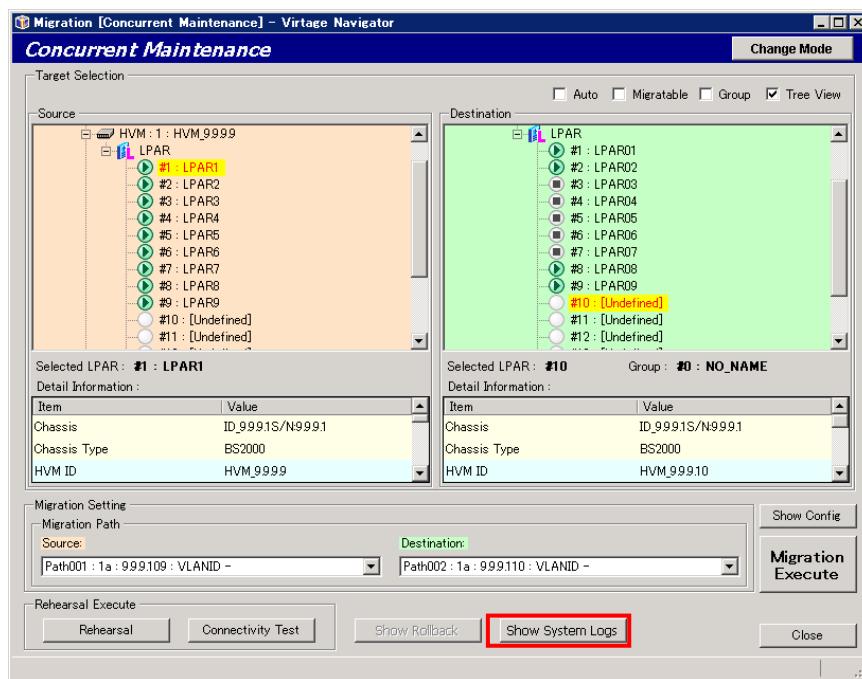 Migration [Concurrent Maintenance] - Virtage Navigator
Concurrent Maintenance
Change Mode
Target Selection
Auto Migratable Group Tree View
Source
HVM : 1 : HVM_9.9.9.9
LPAR
#1 : LPAR1
#2 : LPAR2
#3 : LPAR3
#4 : LPAR4
#5 : LPAR5
#6 : LPAR6
#7 : LPAR7
#8 : LPAR8
#9 : LPAR9
#10 : [Undefined]
#11 : [Undefined]
Selected LPAR : #1 : LPAR1
Detail Information :
Item Value
Chassis ID_9.9.9.1S/N:9.9.9.1
Chassis Type BS2000
HVM ID HVM_9.9.9.9
Destination
LPAR
#1 : LPAR01
#2 : LPAR02
#3 : LPAR03
#4 : LPAR04
#5 : LPAR05
#6 : LPAR06
#7 : LPAR07
#8 : LPAR08
#9 : LPAR09
#10 : [Undefined]
#11 : [Undefined]
#12 : [Undefined]
Selected LPAR : #10 Group : #0 : NO_NAME
Detail Information :
Item Value
Chassis ID_9.9.9.1S/N:9.9.9.1
Chassis Type BS2000
HVM ID HVM_9.9.9.10
Migration Setting
Migration Path
Source:
Path001 : 1a : 9.9.9.109 : VLANID -
Destination:
Path002 : 1a : 9.9.9.110 : VLANID -
Show Config
Migration
Execute
Rehearsal Execute
Rehearsal
Connectivity Test
Show Rollback
Show System Logs
Close